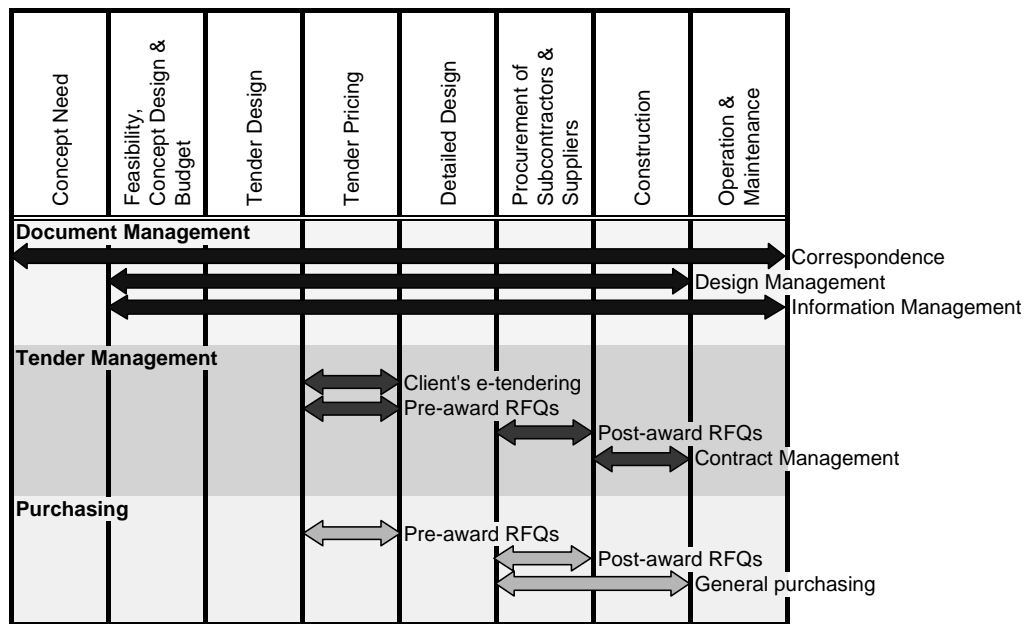 Concept Need
Feasibility,
Concept Design &
Budget
Tender Design
Tender Pricing
Detailed Design
Procurement of
Subcontractors &
Suppliers
Construction
Operation &
Maintenance
Document Management
Correspondence
Design Management
Information Management
Tender Management
Client's e-tendering
Pre-award RFQs
Post-award RFQs
Contract Management
Purchasing
Pre-award RFQs
Post-award RFQs
General purchasing